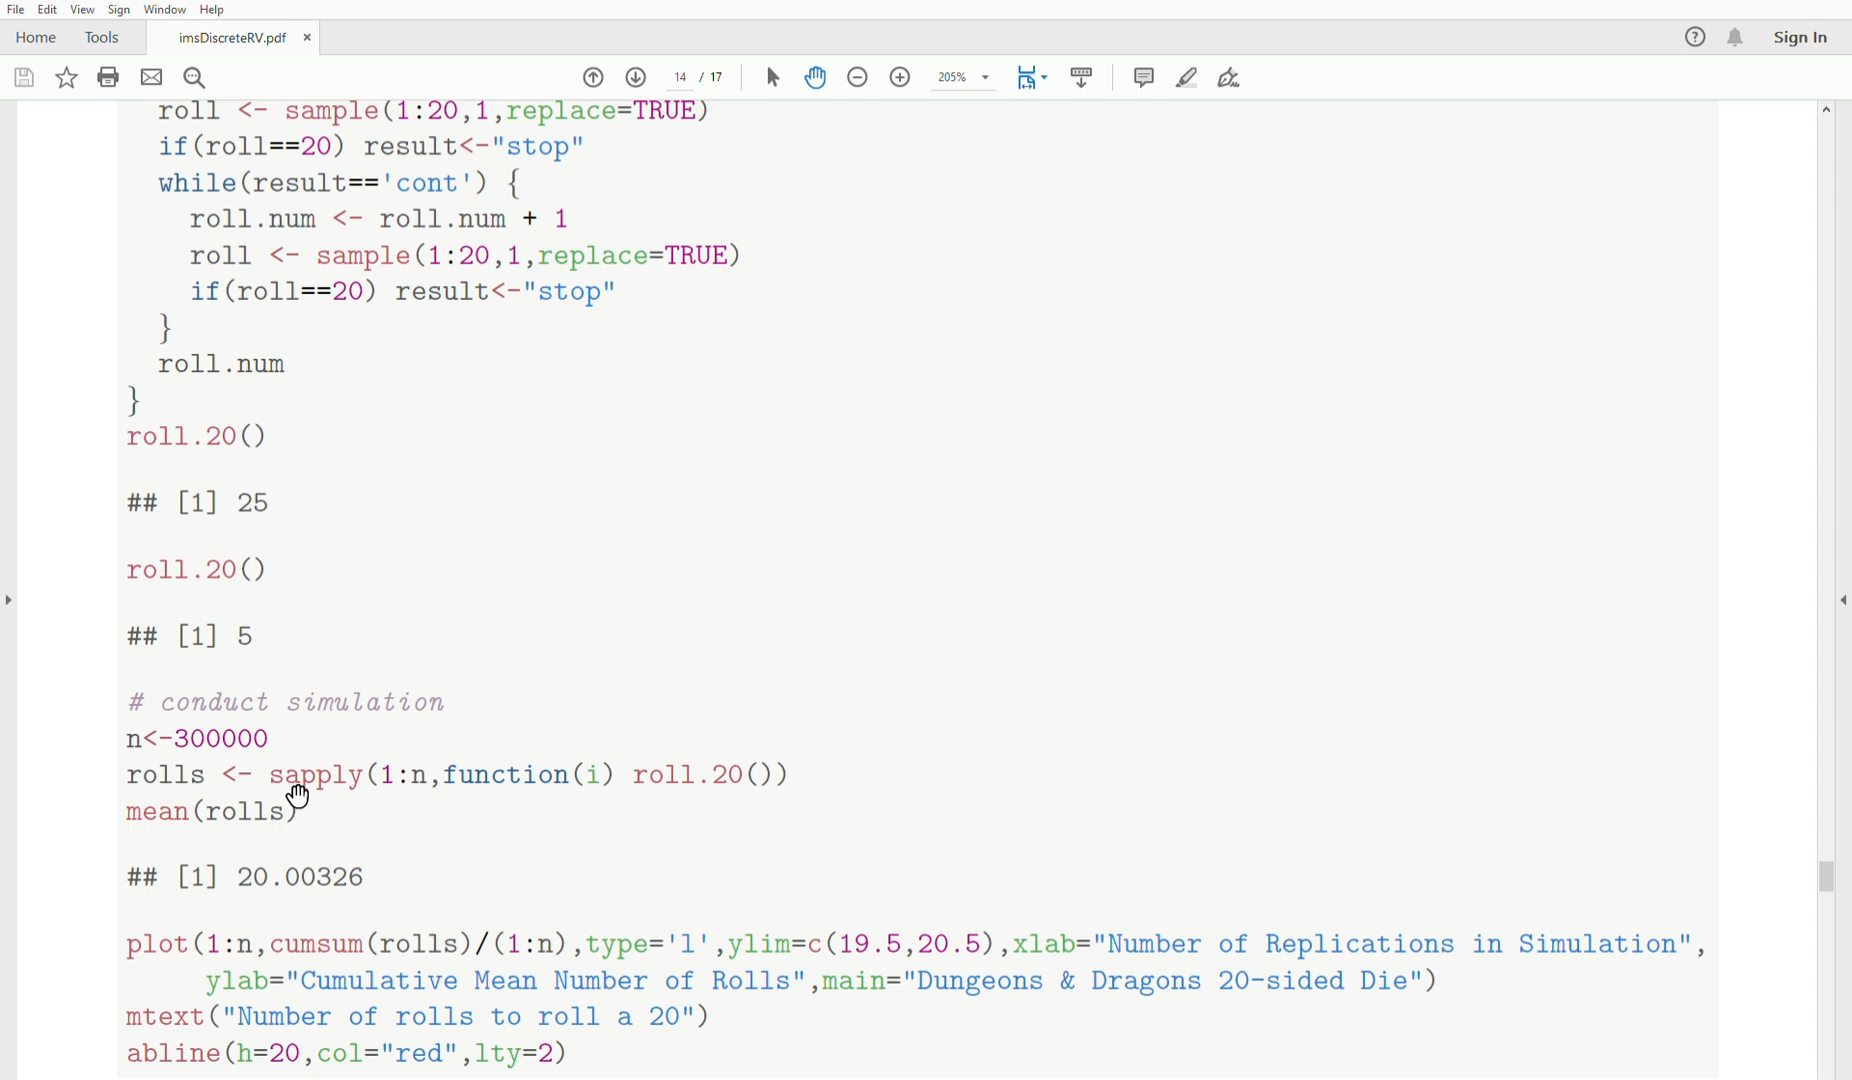 File Edit View Sign Window Help
Home Tools imsDiscreteRV.pdf × Sign In
14 / 17 205%
roll <- sample(1:20,1,replace=TRUE)
if(roll==20) result<-"stop"
while(result=='cont') {
roll.num <- roll.num + 1
roll <- sample(1:20,1,replace=TRUE)
if(roll==20) result<-"stop"
}
roll.num
}
roll.20()
## [1] 25
roll.20()
## [1] 5
# conduct simulation
n<-300000
rolls <- sapply(1:n,function(i) roll.20())
mean(rolls)
## [1] 20.00326
plot(1:n,cumsum(rolls)/(1:n),type='l',ylim=c(19.5,20.5),xlab="Number of Replications in Simulation",
ylab="Cumulative Mean Number of Rolls",main="Dungeons & Dragons 20-sided Die")
mtext("Number of rolls to roll a 20")
abline(h=20,col="red",lty=2)